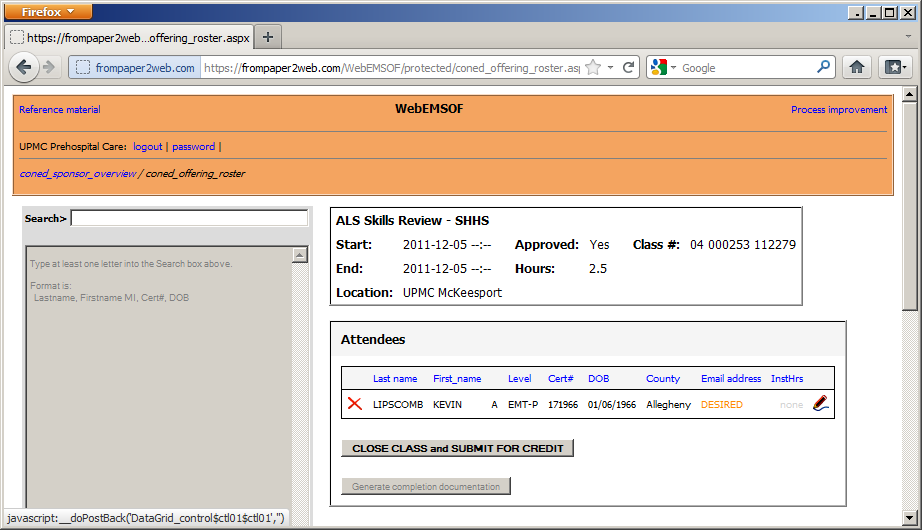 Firefox
https://frompaper2web...offering_roster.aspx
frompaper2web.com https://frompaper2web.com/WebEMSOF/protected/coned_offering_roster.asp Google
Reference material WebEMSOF Process improvement
UPMC Prehospital Care: logout | password |
coned_sponsor_overview / coned_offering_roster
Search>
Type at least one letter into the Search box above.
Format is:
Lastname, Firstname MI, Cert#, DOB
ALS Skills Review - SHHS
Start: 2011-12-05 --:-- Approved: Yes Class #: 04 000253 112279
End: 2011-12-05 --:-- Hours: 2.5
Location: UPMC McKeesport
Attendees
Last name First_name Level Cert# DOB County Email address InstHrs
LIPSCOMB KEVIN A EMT-P 171966 01/06/1966 Allegheny DESIRED none
CLOSE CLASS and SUBMIT FOR CREDIT
Generate completion documentation
javascript:__doPostBack('DataGrid_control$ctl01$ctl01','')